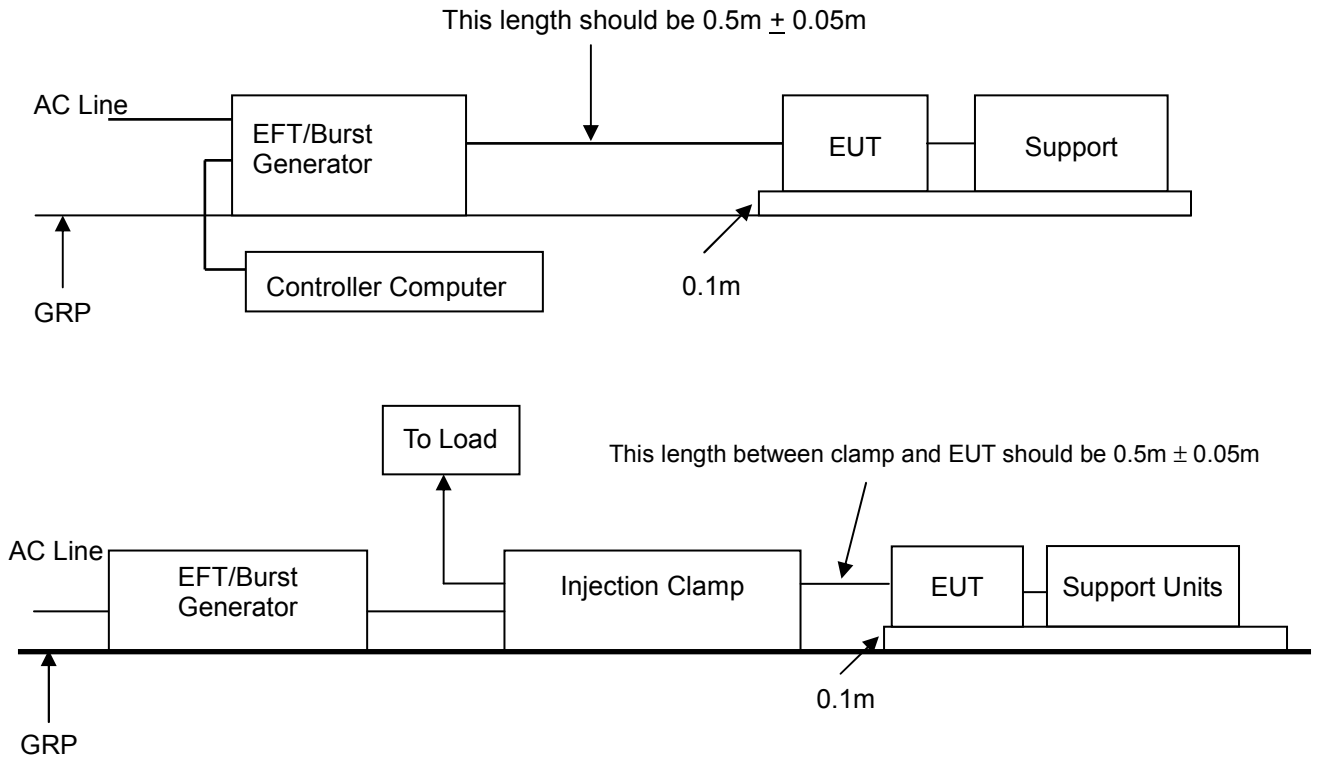 This length should be 0.5m ± 0.05m
AC Line
EFT/Burst
Generator
EUT
Support
Controller Computer
0.1m
GRP
To Load
This length between clamp and EUT should be 0.5m ± 0.05m
AC Line
EFT/Burst
Generator
Injection Clamp
EUT
Support Units
0.1m
GRP